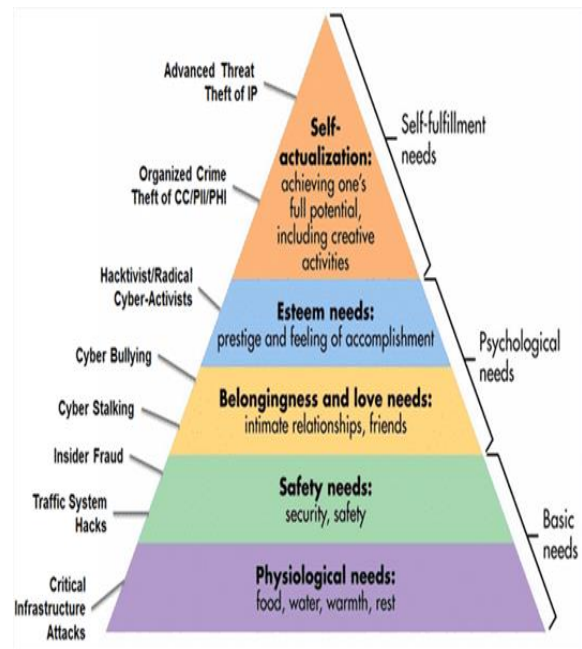 Advanced Threat
Theft of IP
Organized Crime
Theft of CC/PII/PHI
Hacktivist/Radical
Cyber-Activists
Cyber Bullying
Cyber Stalking
Insider Fraud
Traffic System
Hacks
Critical
Infrastructure
Attacks
Self-
actualization:
achieving one's
full potential,
including creative
activities
Esteem needs:
prestige and feeling of accomplishment
Belongingness and love needs:
intimate relationships, friends
Safety needs:
security, safety
Physiological needs:
food, water, warmth, rest
Self-fulfillment
needs
Psychological
needs
Basic
needs